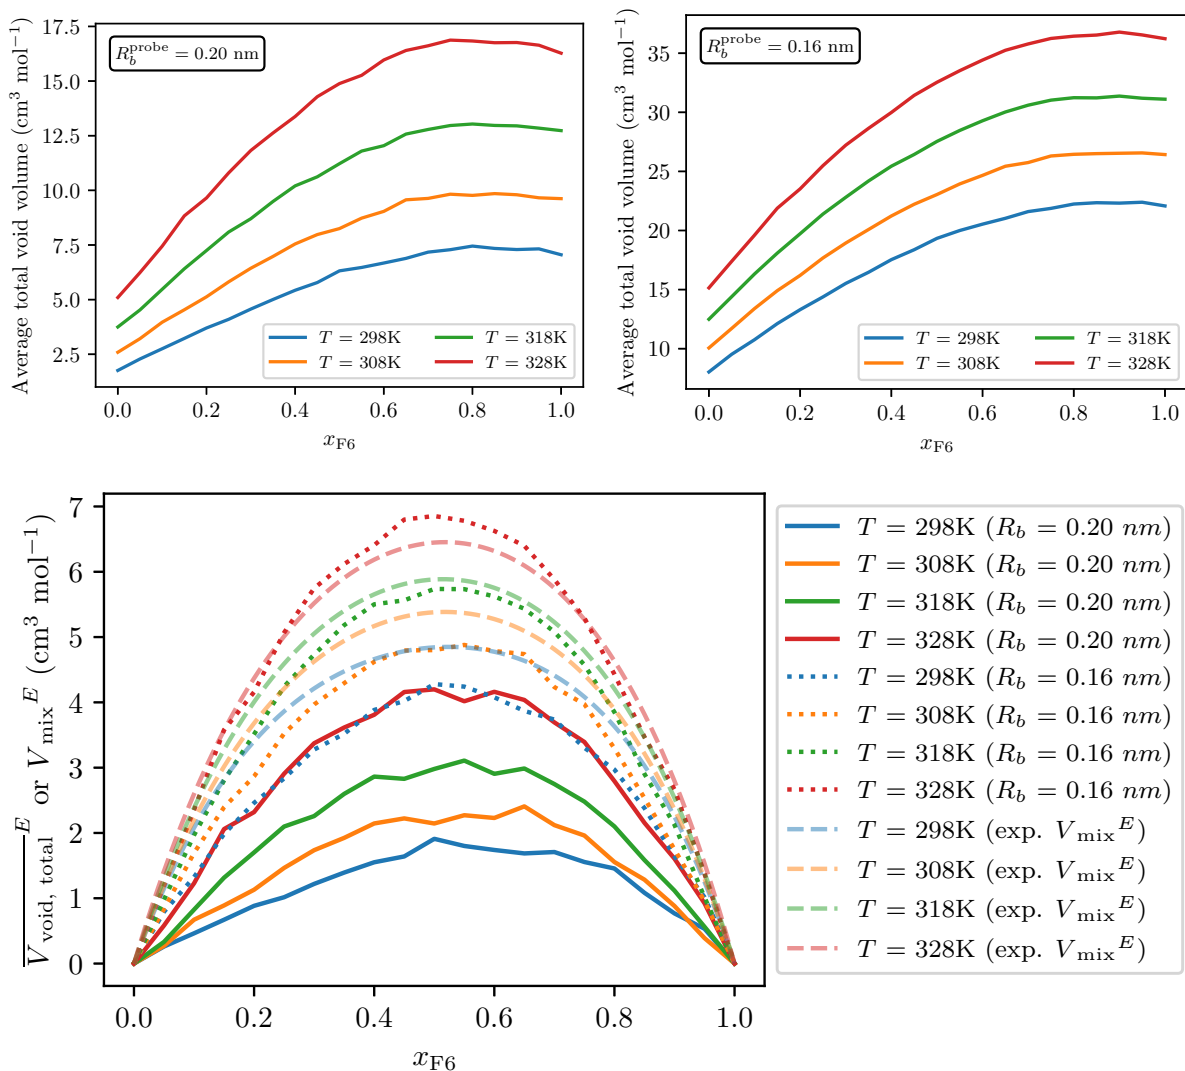 17.5
15.0
12.5
10.0
7.5
5.0
2.5
Average total void volume (cm³ mol⁻¹)
R_b^probe = 0.20 nm
T = 298K
T = 308K
T = 318K
T = 328K
0.0 0.2 0.4 0.6 0.8 1.0
x_F6
35
30
25
20
15
10
Average total void volume (cm³ mol⁻¹)
R_b^probe = 0.16 nm
T = 298K
T = 308K
T = 318K
T = 328K
0.0 0.2 0.4 0.6 0.8 1.0
x_F6
7
6
5
4
3
2
1
0
V_void, total^E or V_mix^E (cm³ mol⁻¹)
0.0 0.2 0.4 0.6 0.8 1.0
x_F6
T = 298K (R_b = 0.20 nm)
T = 308K (R_b = 0.20 nm)
T = 318K (R_b = 0.20 nm)
T = 328K (R_b = 0.20 nm)
T = 298K (R_b = 0.16 nm)
T = 308K (R_b = 0.16 nm)
T = 318K (R_b = 0.16 nm)
T = 328K (R_b = 0.16 nm)
T = 298K (exp. V_mix^E)
T = 308K (exp. V_mix^E)
T = 318K (exp. V_mix^E)
T = 328K (exp. V_mix^E)